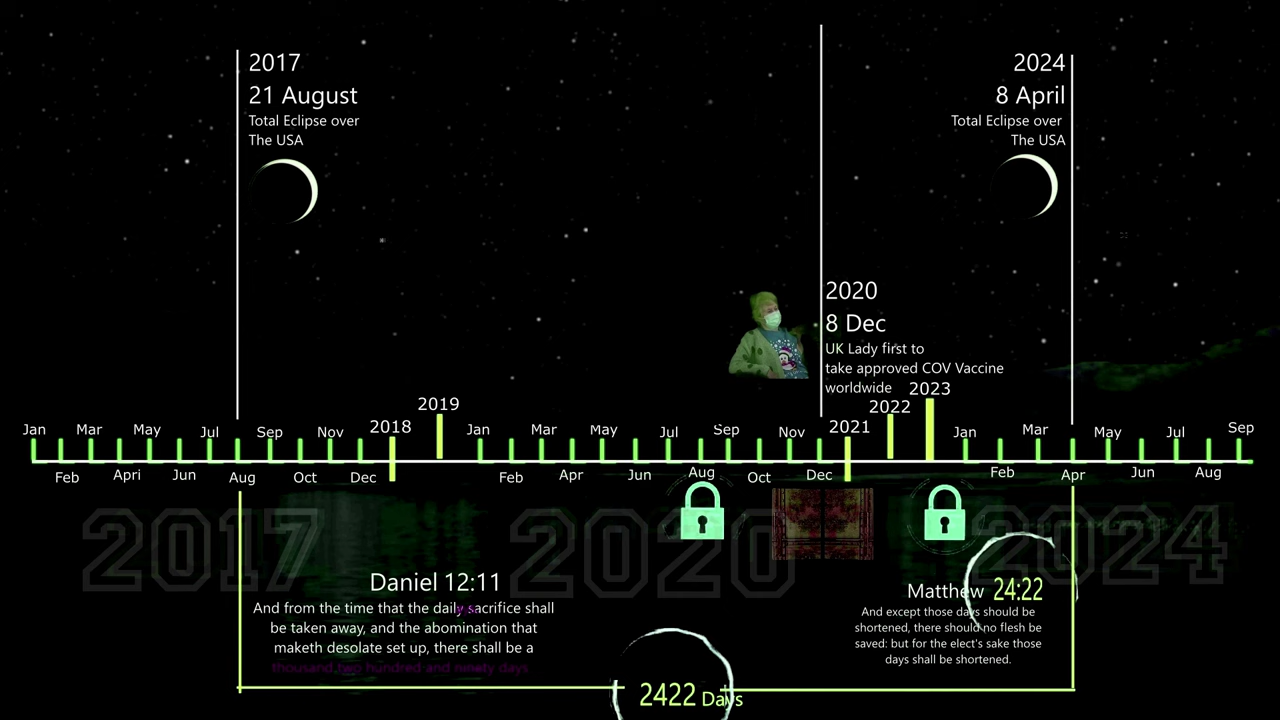 2017
21 August
Total Eclipse over
The USA
2024
8 April
Total Eclipse over
The USA
2020
8 Dec
UK Lady first to
take approved COV Vaccine
worldwide
Jan Mar May Jul Sep Nov 2018 2019 Jan Mar May Jul Sep Nov 2021 2022 2023 Jan Mar May Jul Sep
Feb Apri Jun Aug Oct Dec Feb Apr Jun Aug Oct Dec Feb Apr Jun Aug
2017 2020 2024
Daniel 12:11
And from the time that the daily sacrifice shall
be taken away, and the abomination that
maketh desolate set up, there shall be a
thousand two hundred and ninety days
Matthew 24:22
And except those days should be
shortened, there should no flesh be
saved: but for the elect's sake those
days shall be shortened.
2422 Days